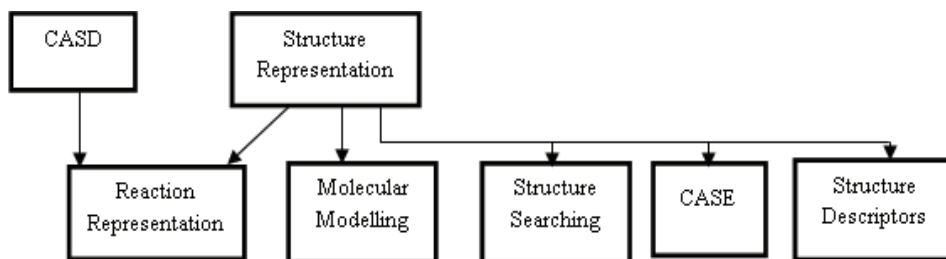 CASD
Structure
Representation
Reaction
Representation
Molecular
Modelling
Structure
Searching
CASE
Structure
Descriptors